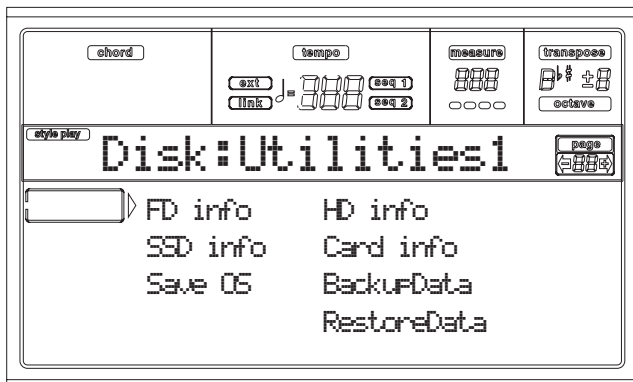 chord tempo measure transpose
ext seq 1
link seq 2
octave
style play page
Disk:Utilities1
FD info HD info
SSD info Card info
Save OS BackupData
RestoreData